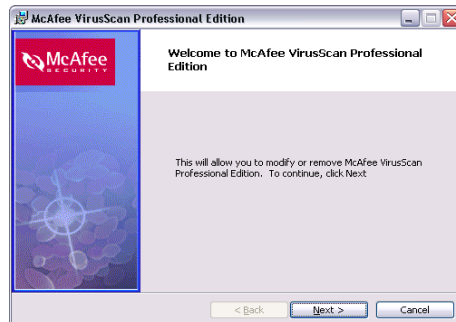 McAfee VirusScan Professional Edition
McAfee
SECURITY
Welcome to McAfee VirusScan Professional
Edition
This will allow you to modify or remove McAfee VirusScan
Professional Edition. To continue, click Next
< Back
Next >
Cancel